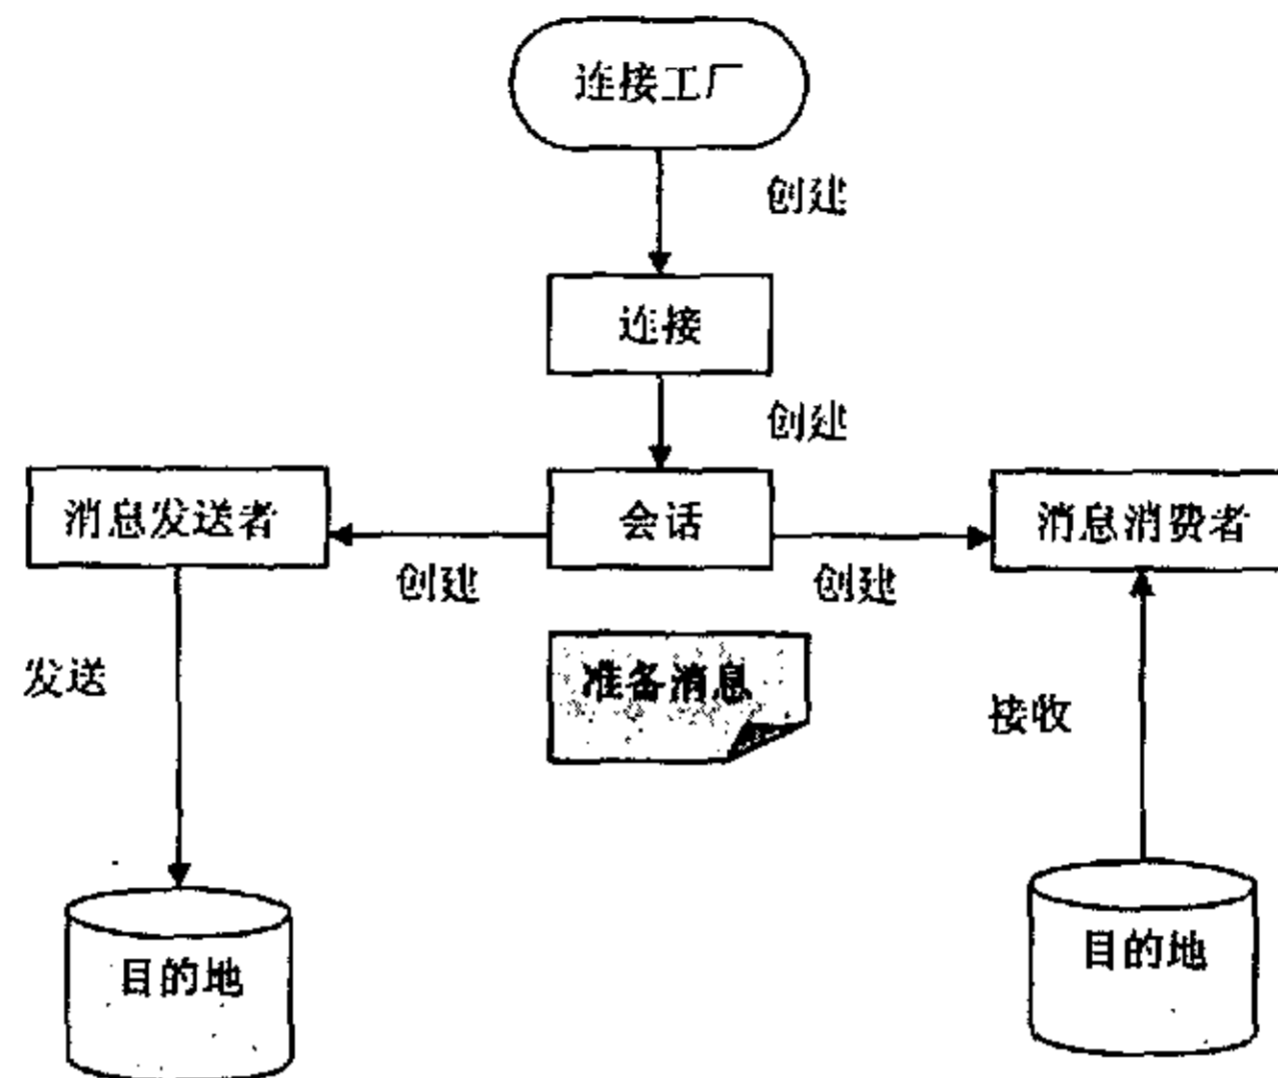 连接工厂
创建
连接
创建
消息发送者
会话
消息消费者
创建
创建
发送
准备消息
接收
目的地
目的地